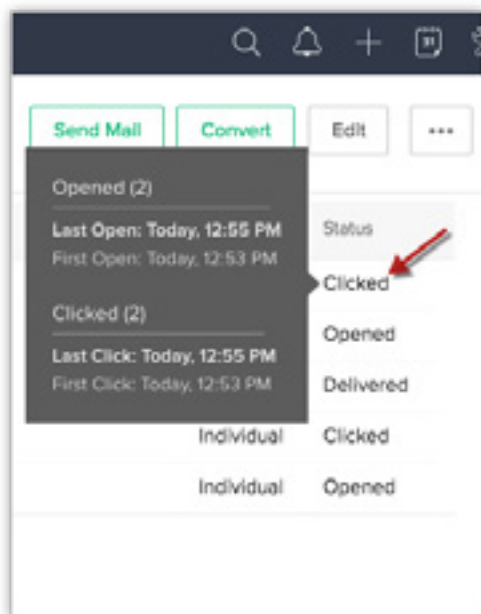 31
Send Mail Convert Edit ...
Opened (2)
Last Open: Today, 12:55 PM
First Open: Today, 12:53 PM
Clicked (2)
Last Click: Today, 12:55 PM
First Click: Today, 12:53 PM
Status
Clicked
Opened
Delivered
Individual Clicked
Individual Opened